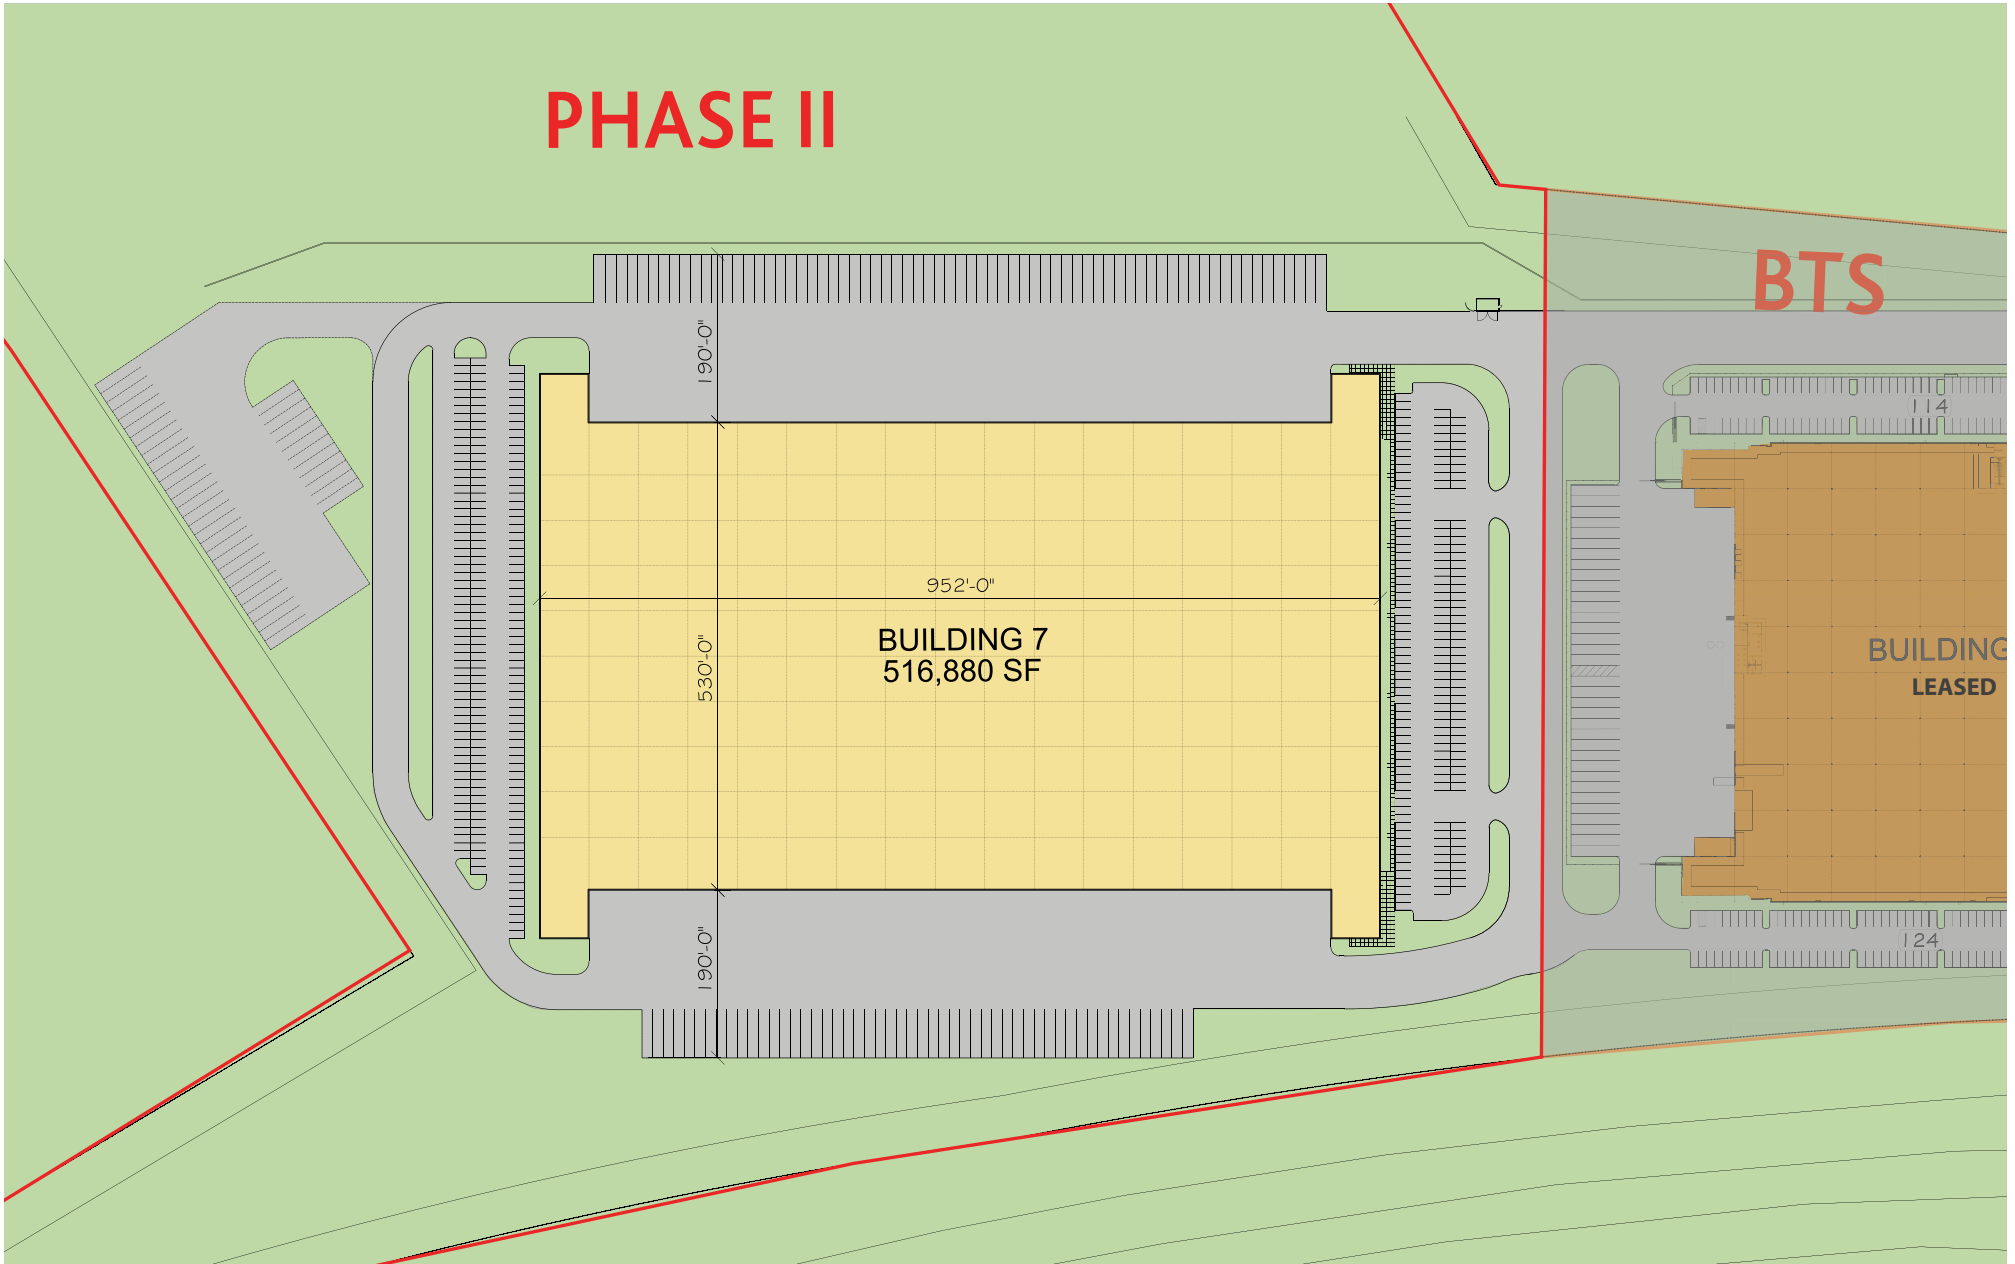 PHASE II
BTS
190'-0"
114
952'-0"
BUILDING 7
516,880 SF
530'-0"
BUILDING
LEASED
190'-0"
124